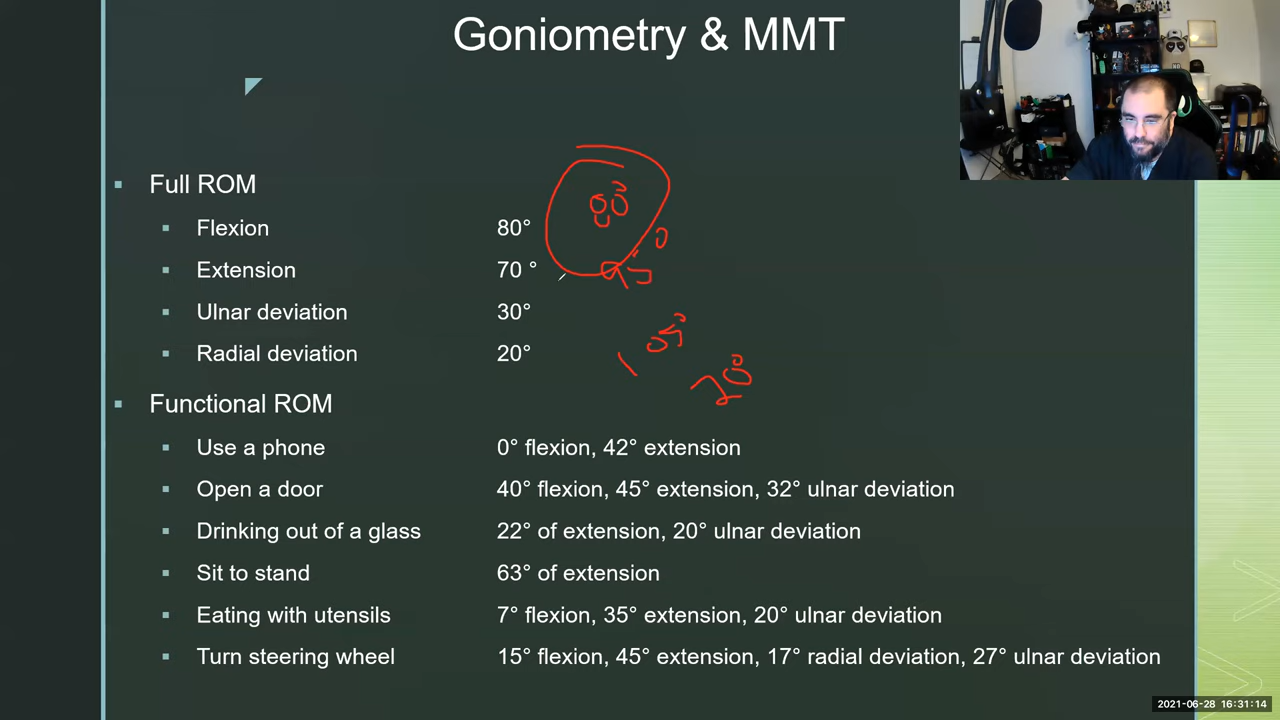 Goniometry & MMT
▪ Full ROM
▪ Flexion 80°
80°
▪ Extension 70 °
95°
▪ Ulnar deviation 30°
▪ Radial deviation 20°
20°
▪ Functional ROM
▪ Use a phone 0° flexion, 42° extension
▪ Open a door 40° flexion, 45° extension, 32° ulnar deviation
▪ Drinking out of a glass 22° of extension, 20° ulnar deviation
▪ Sit to stand 63° of extension
▪ Eating with utensils 7° flexion, 35° extension, 20° ulnar deviation
▪ Turn steering wheel 15° flexion, 45° extension, 17° radial deviation, 27° ulnar deviation
2021-06-28 16:31:14